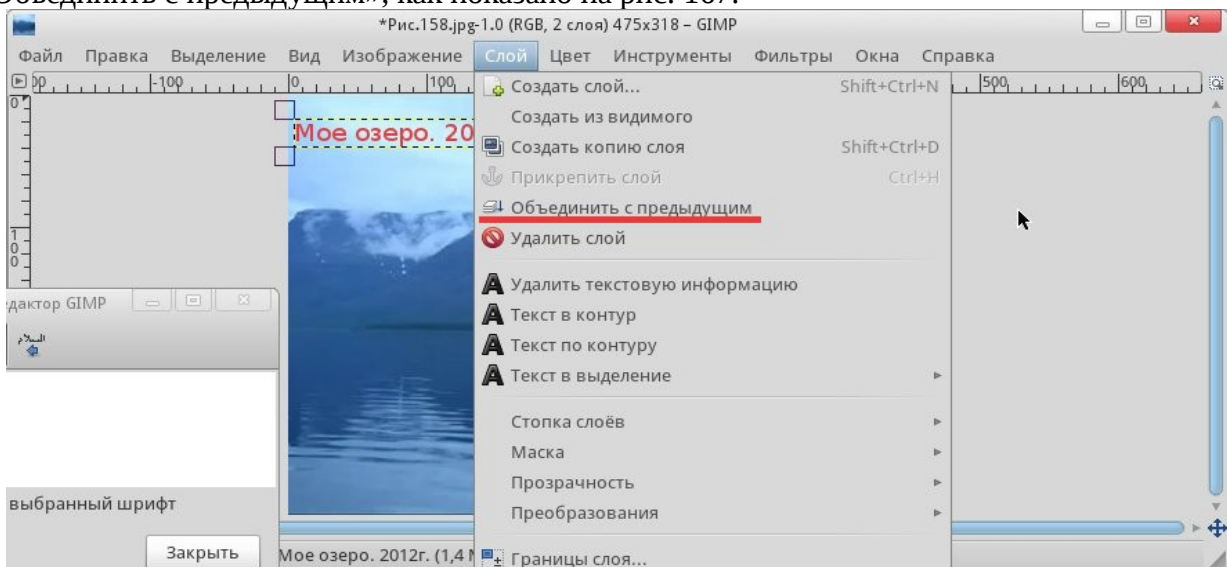 Объединить с предыдущим», как показано на рис. 167.
*Рис.158.jpg-1.0 (RGB, 2 слоя) 475x318 – GIMP
Файл Правка Выделение Вид Изображение Слой Цвет Инструменты Фильтры Окна Справка
-100 0 100 500 600
0
100
Мое озеро. 20
Создать слой... Shift+Ctrl+N
Создать из видимого
Создать копию слоя Shift+Ctrl+D
Прикрепить слой Ctrl+H
Объединить с предыдущим
Удалить слой
Удалить текстовую информацию
Текст в контур
Текст по контуру
Текст в выделение
Стопка слоёв
Маска
Прозрачность
Преобразования
Границы слоя...
дактор GIMP
выбранный шрифт
Закрыть
Мое озеро. 2012г. (1,4